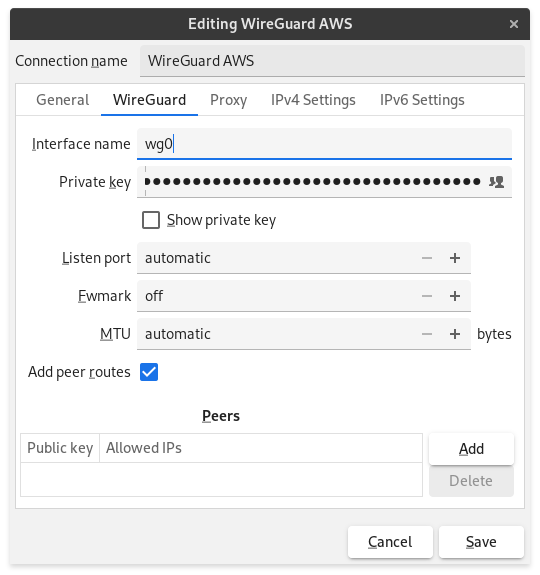 Editing WireGuard AWS
Connection name WireGuard AWS
General WireGuard Proxy IPv4 Settings IPv6 Settings
Interface name wg0
Private key
Show private key
Listen port automatic
Fwmark off
MTU automatic bytes
Add peer routes
Peers
Public key Allowed IPs Add
Delete
Cancel Save